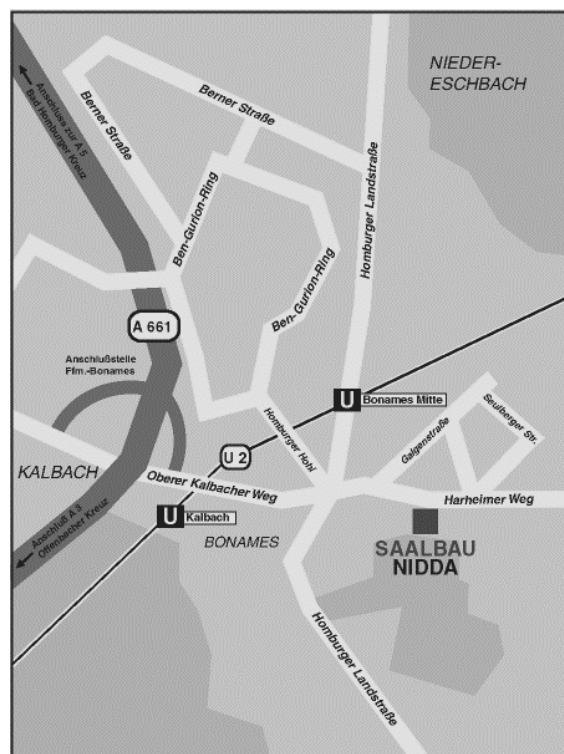 NIEDER-
ESCHBACH
Anschluss zur A 5
Bad Homburger Kreuz
Berner Straße
Berner Straße
Homburger Landstraße
Ben-Gurion-Ring
Ben-Gurion-Ring
A 661
Anschlußstelle
Ffm.-Bonames
U
Bonames Mitte
Seulberger Str.
Galgenstraße
Homburger Hohl
U 2
KALBACH
Oberer Kalbacher Weg
Harheimer Weg
U
Kalbach
Anschluß A 3
Offenbacher Kreuz
BONAMES
SAALBAU
NIDDA
Homburger Landstraße